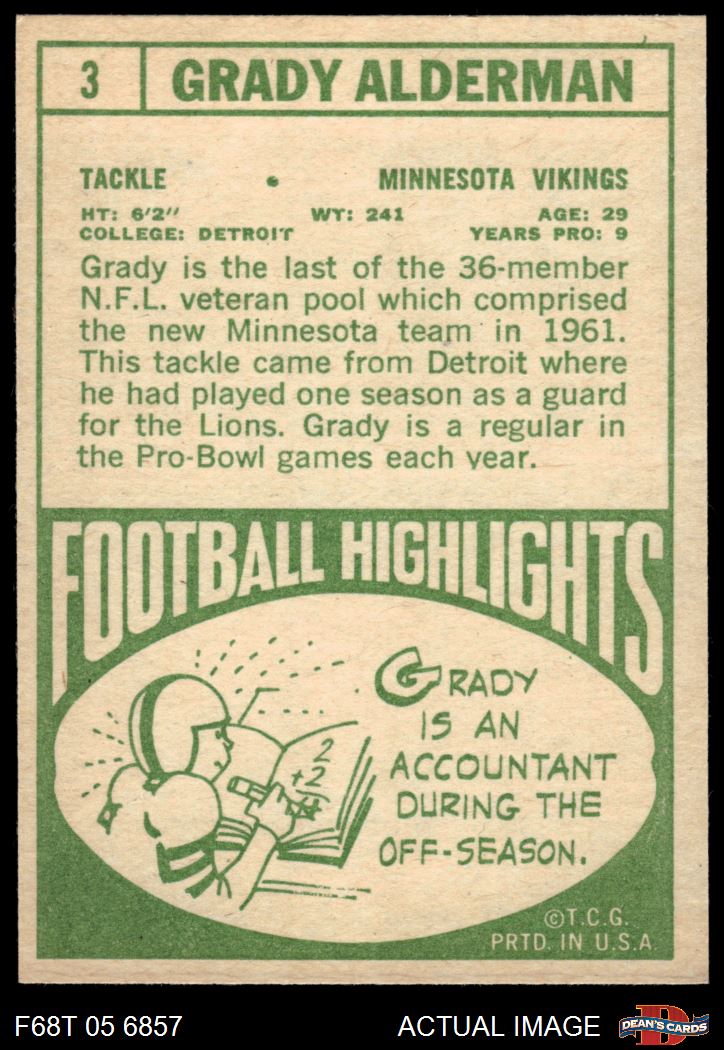 3 GRADY ALDERMAN
TACKLE • MINNESOTA VIKINGS
HT: 6'2" WT: 241 AGE: 29
COLLEGE: DETROIT YEARS PRO: 9
Grady is the last of the 36-member
N.F.L. veteran pool which comprised
the new Minnesota team in 1961.
This tackle came from Detroit where
he had played one season as a guard
for the Lions. Grady is a regular in
the Pro-Bowl games each year.
FOOTBALL HIGHLIGHTS
2
+2
4
GRADY
IS AN
ACCOUNTANT
DURING THE
OFF-SEASON.
©T.C.G.
PRTD. IN U.S.A.
F68T 05 6857 ACTUAL IMAGE
D
DEAN'S CARDS